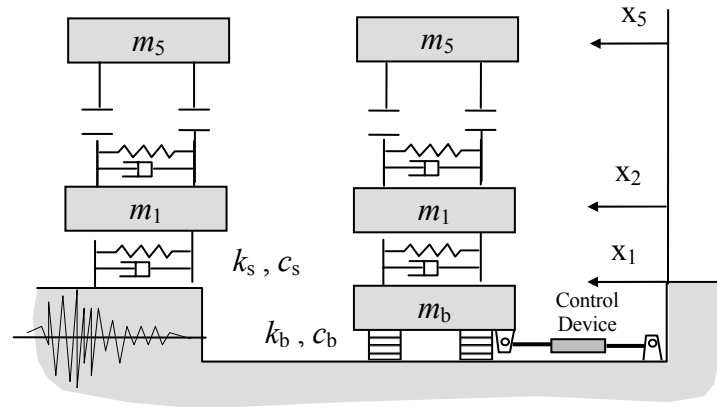 m5
m5
x5
x2
m1
m1
x1
ks , cs
mb
Control
Device
kb , cb